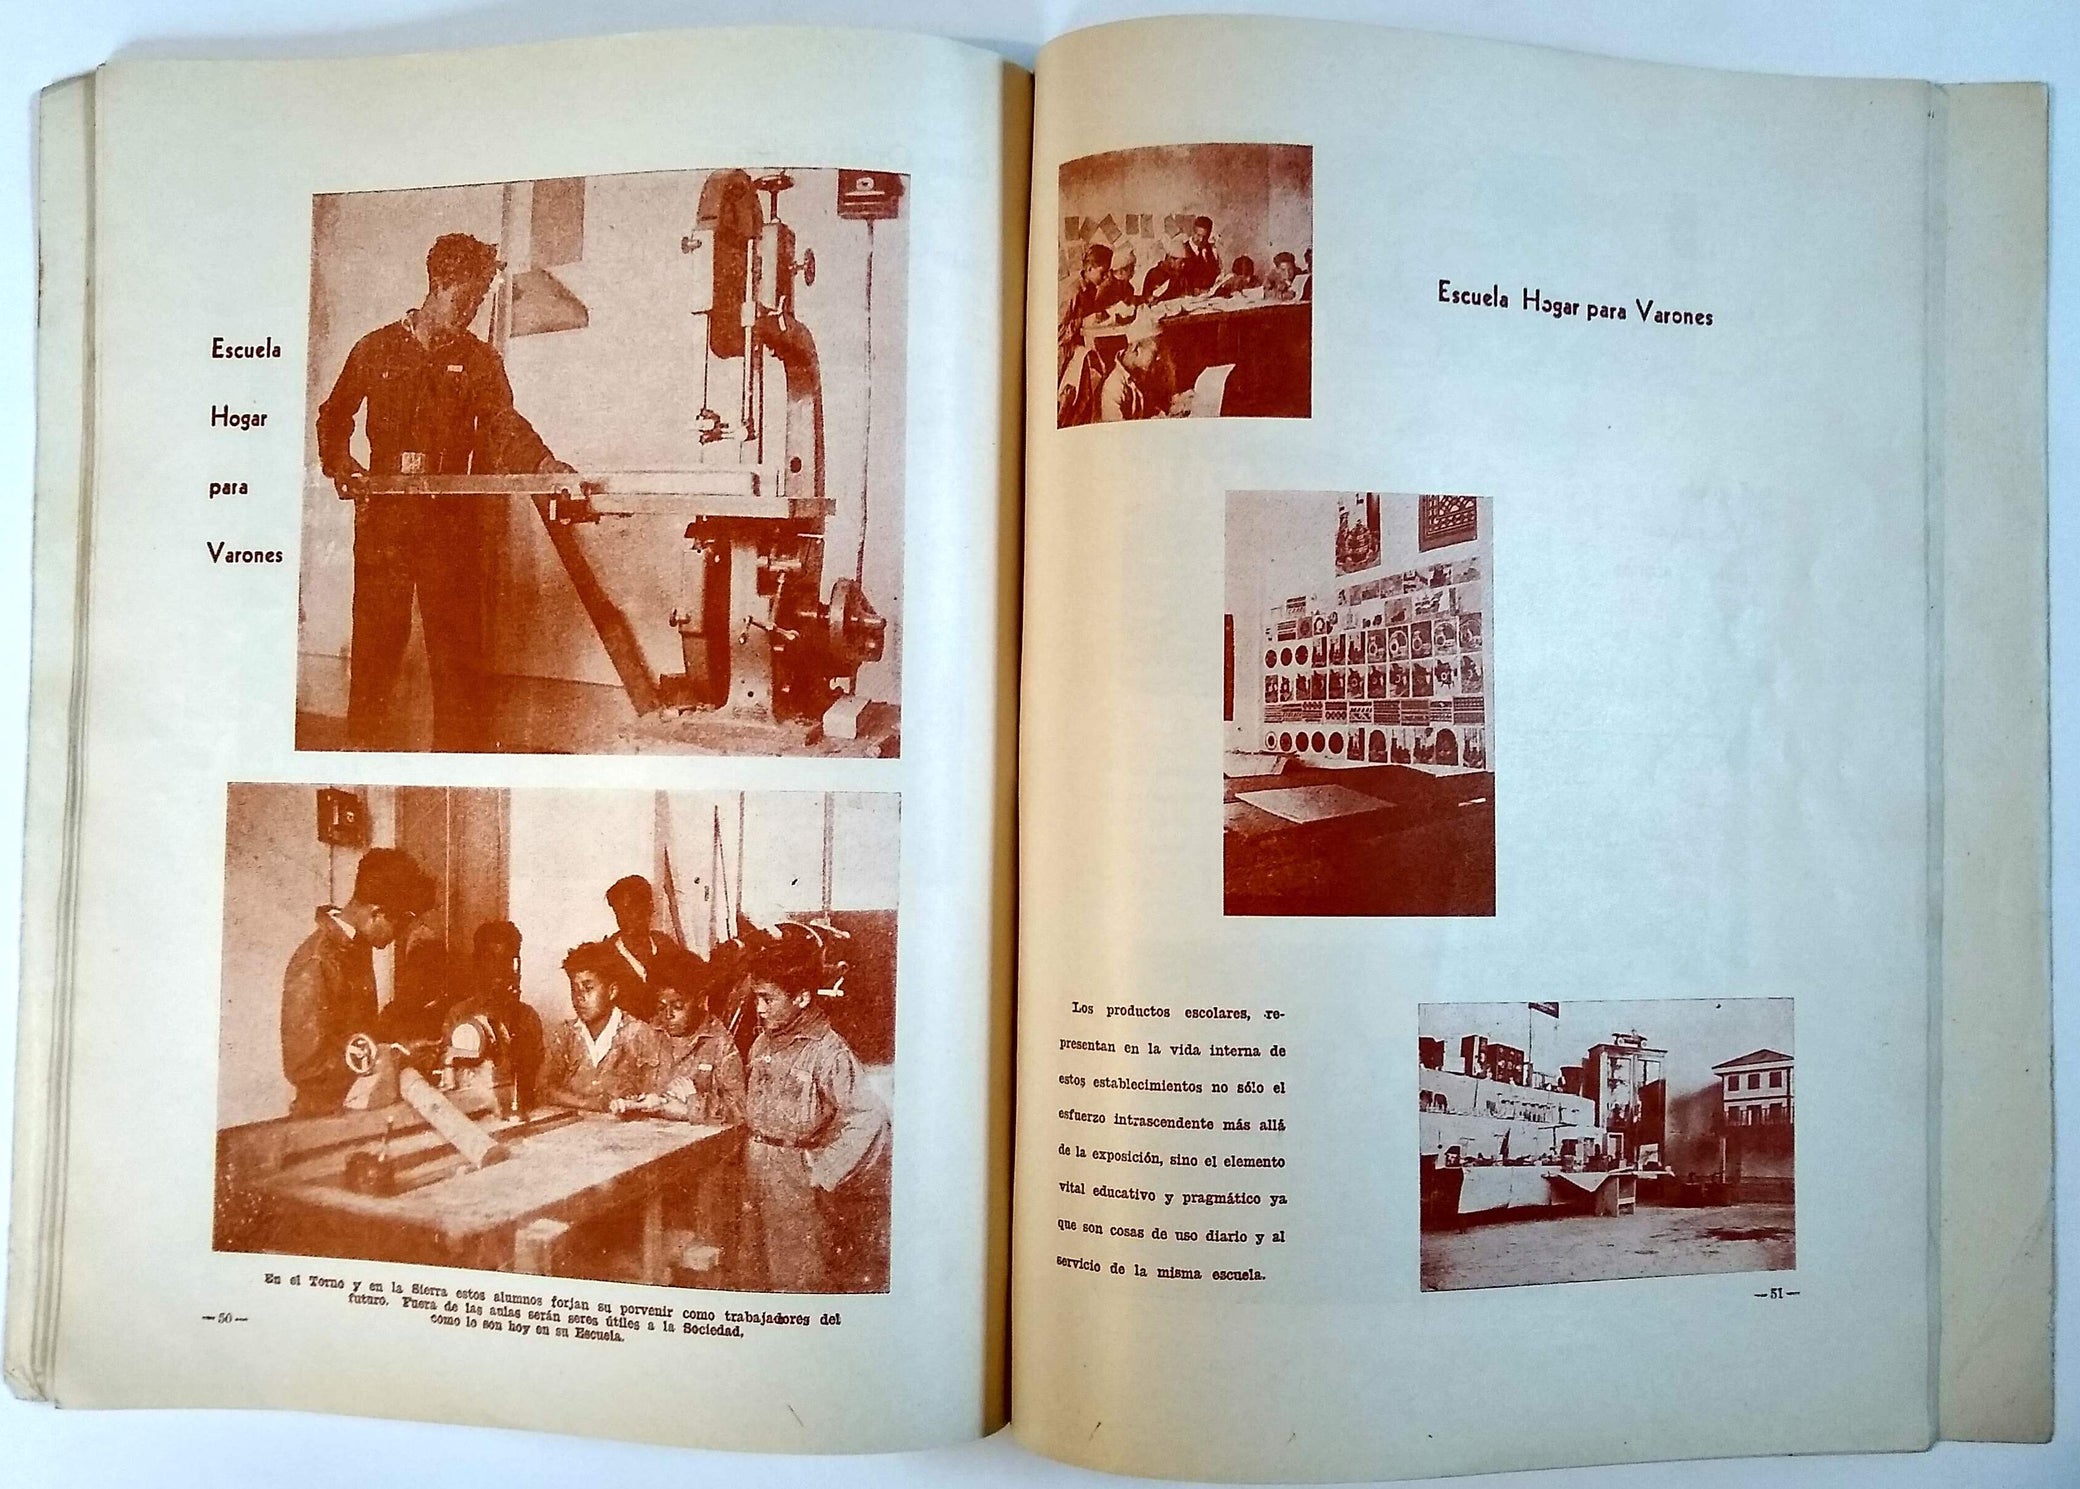 Escuela
Hogar
para
Varones
En el Torno y en la Sierra estos alumnos forjan su porvenir como trabajadores del
futuro. Fuera de las aulas serán seres útiles a la Sociedad,
como lo son hoy en su Escuela.
—50—
Escuela Hogar para Varones
Los productos escolares, re-
presentan en la vida interna de
estos establecimientos no sólo el
esfuerzo intrascendente más allá
de la exposición, sino el elemento
vital educativo y pragmático ya
que son cosas de uso diario y al
servicio de la misma escuela.
—51—